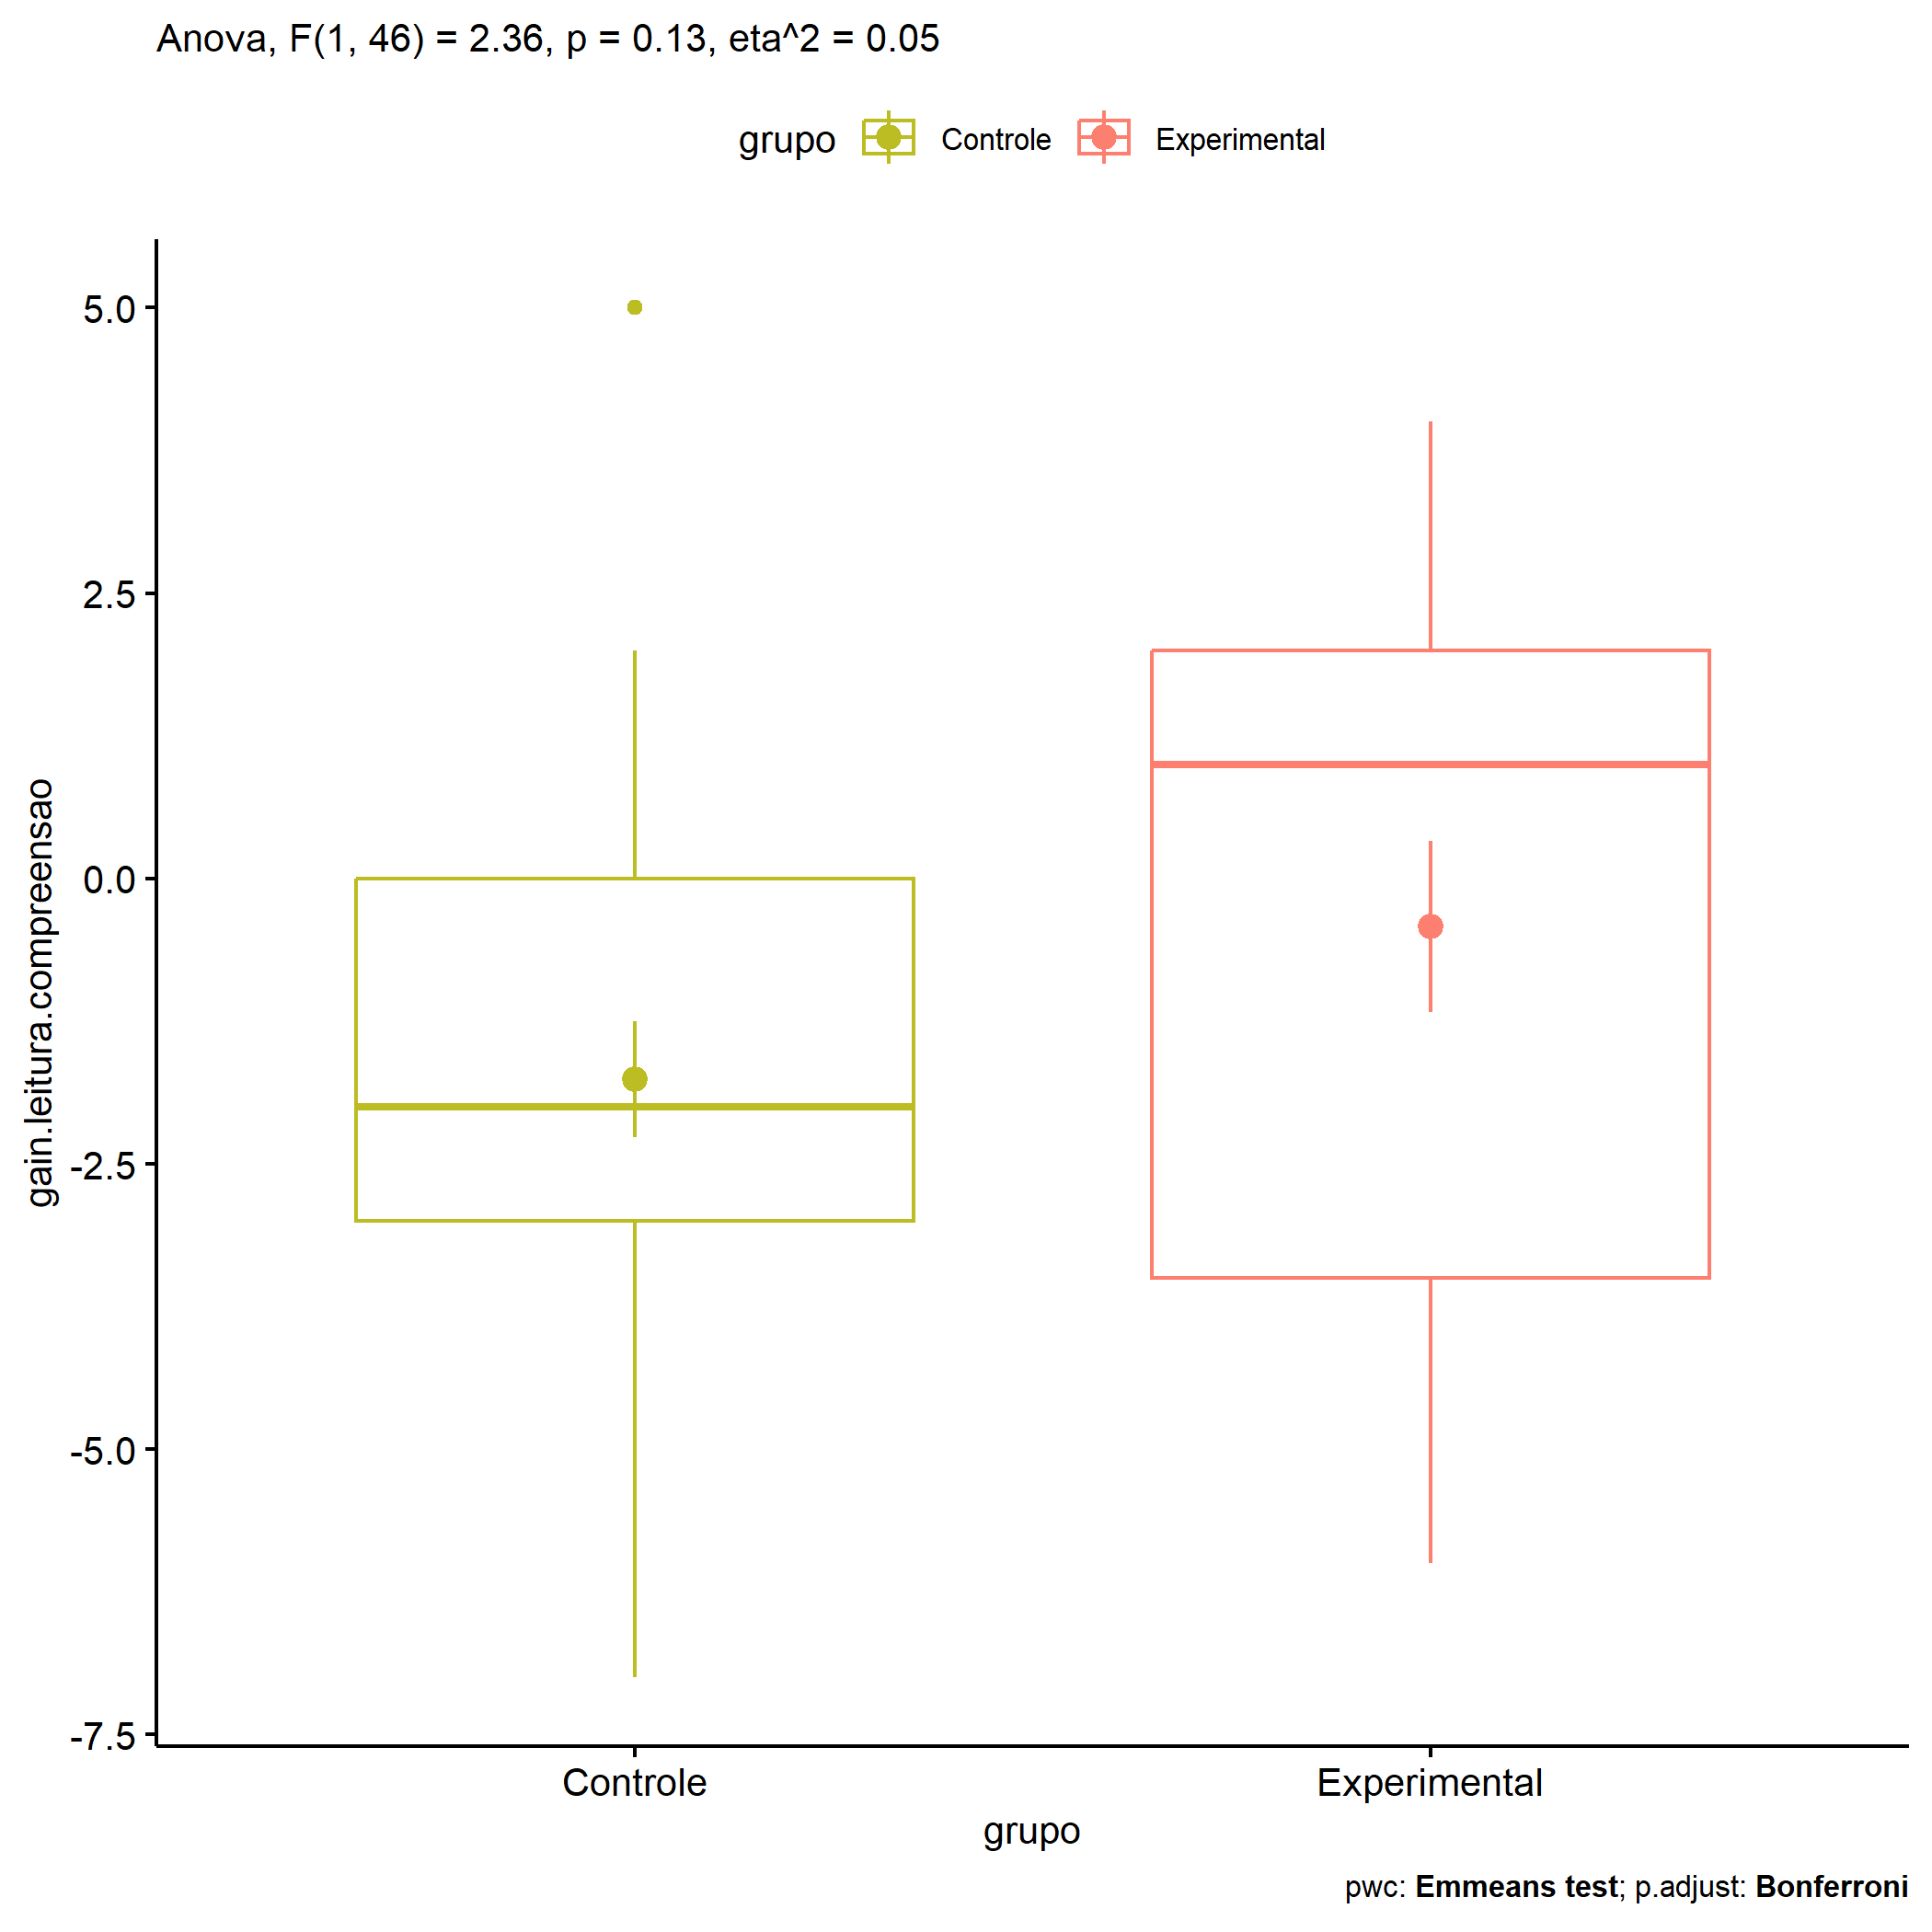 Anova, F(1, 46) = 2.36, p = 0.13, eta^2 = 0.05
grupo Controle Experimental
gain.leitura.compreensao
5.0
2.5
0.0
-2.5
-5.0
-7.5
Controle Experimental
grupo
pwc: Emmeans test; p.adjust: Bonferroni